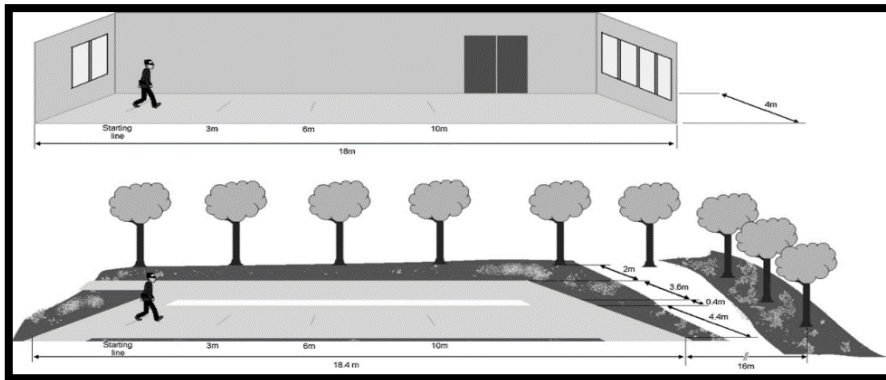 4m
Starting
line
3m
6m
10m
18m
2m
3.6m
0.4m
4.4m
Starting
line
3m
6m
10m
18.4 m
16m